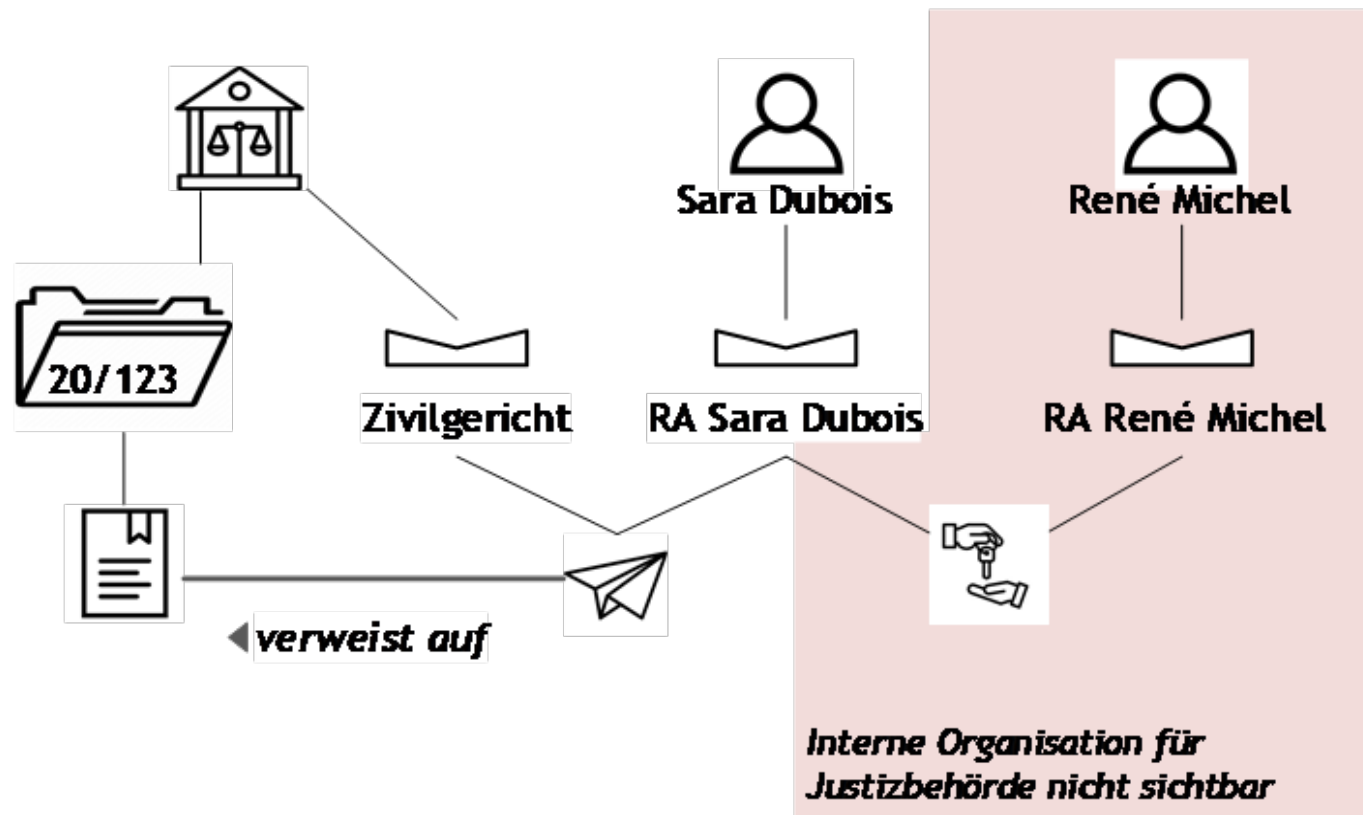 Sara Dubois
René Michel
20/123
Zivilgericht
RA Sara Dubois
RA René Michel
verweist auf
Interne Organisation für
Justizbehörde nicht sichtbar